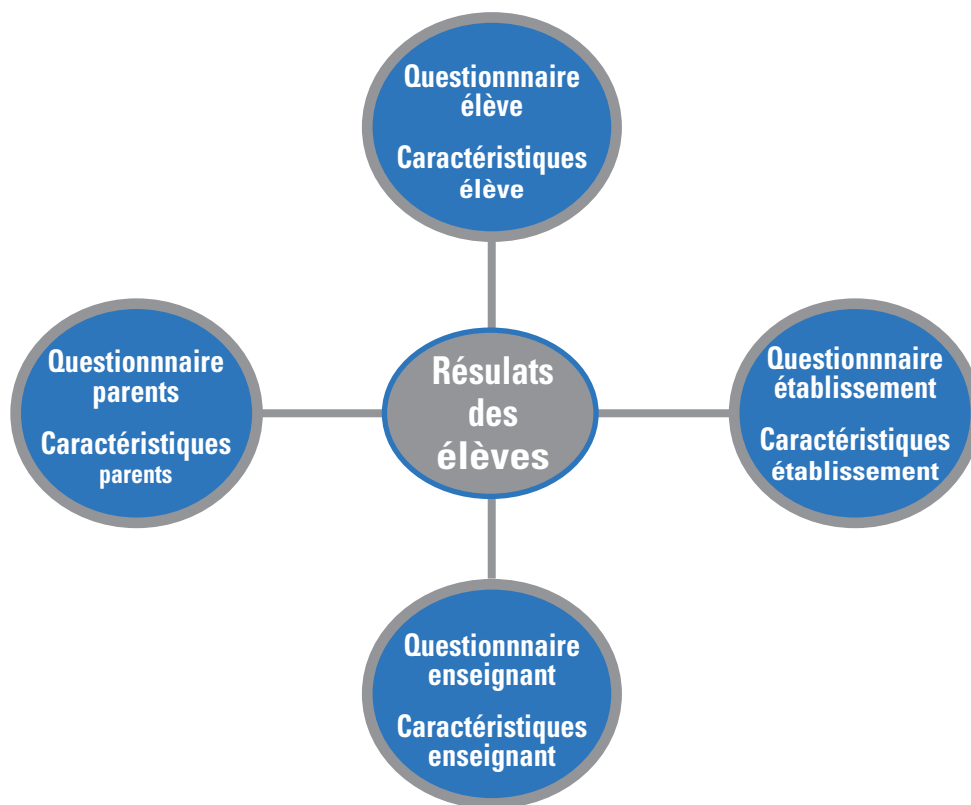 Questionnnaire
élève
Caractéristiques
élève
Questionnnaire
parents
Caractéristiques
parents
Résulats
des
élèves
Questionnnaire
établissement
Caractéristiques
établissement
Questionnnaire
enseignant
Caractéristiques
enseignant